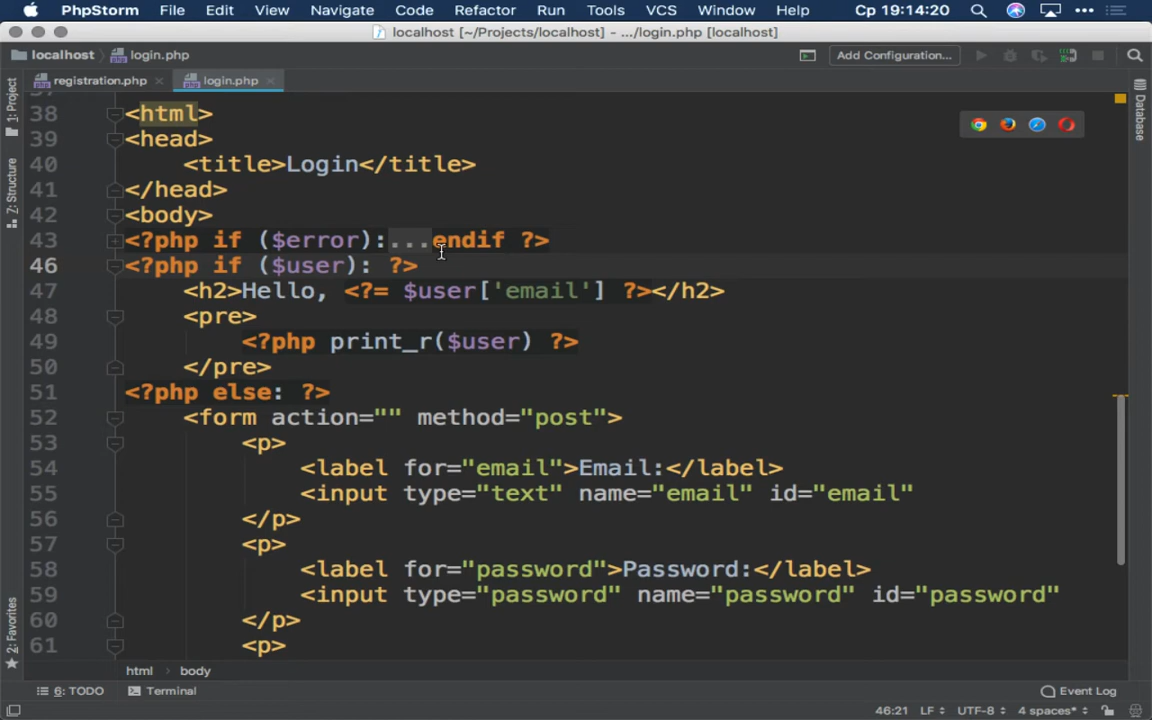 PhpStorm File Edit View Navigate Code Refactor Run Tools VCS Window Help Ср 19:14:20
localhost [~/Projects/localhost] - .../login.php [localhost]
localhost login.php Add Configuration...
registration.php login.php
1: Project
Z: Structure
2: Favorites
Database
38 <html>
39 <head>
40 <title>Login</title>
41 </head>
42 <body>
43 <?php if ($error):...endif ?>
46 <?php if ($user): ?>
47 <h2>Hello, <?= $user['email'] ?></h2>
48 <pre>
49 <?php print_r($user) ?>
50 </pre>
51 <?php else: ?>
52 <form action="" method="post">
53 <p>
54 <label for="email">Email:</label>
55 <input type="text" name="email" id="email"
56 </p>
57 <p>
58 <label for="password">Password:</label>
59 <input type="password" name="password" id="password"
60 </p>
61 <p>
html body
6: TODO Terminal Event Log
46:21 LF UTF-8 4 spaces*